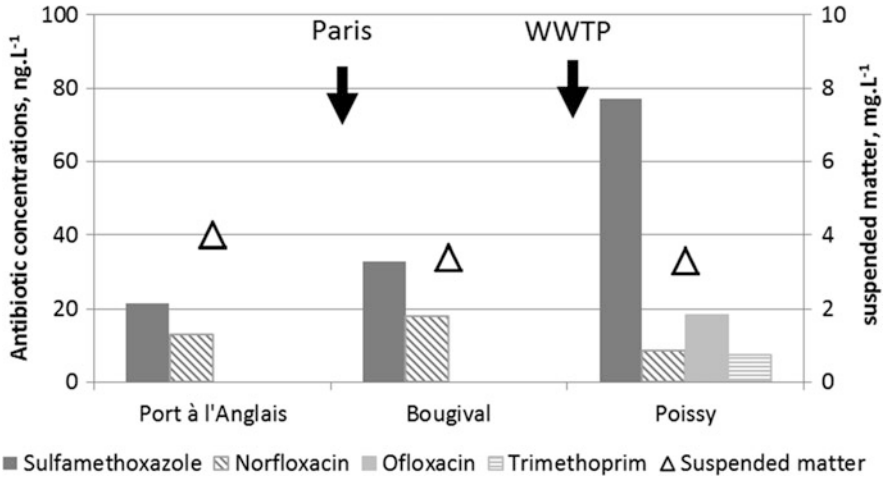 Antibiotic concentrations, ng.L-1
100
80
60
40
20
0
Paris
WWTP
10
8
6
4
2
0
suspended matter, mg.L-1
Port à l'Anglais
Bougival
Poissy
Sulfamethoxazole
Norfloxacin
Ofloxacin
Trimethoprim
Suspended matter